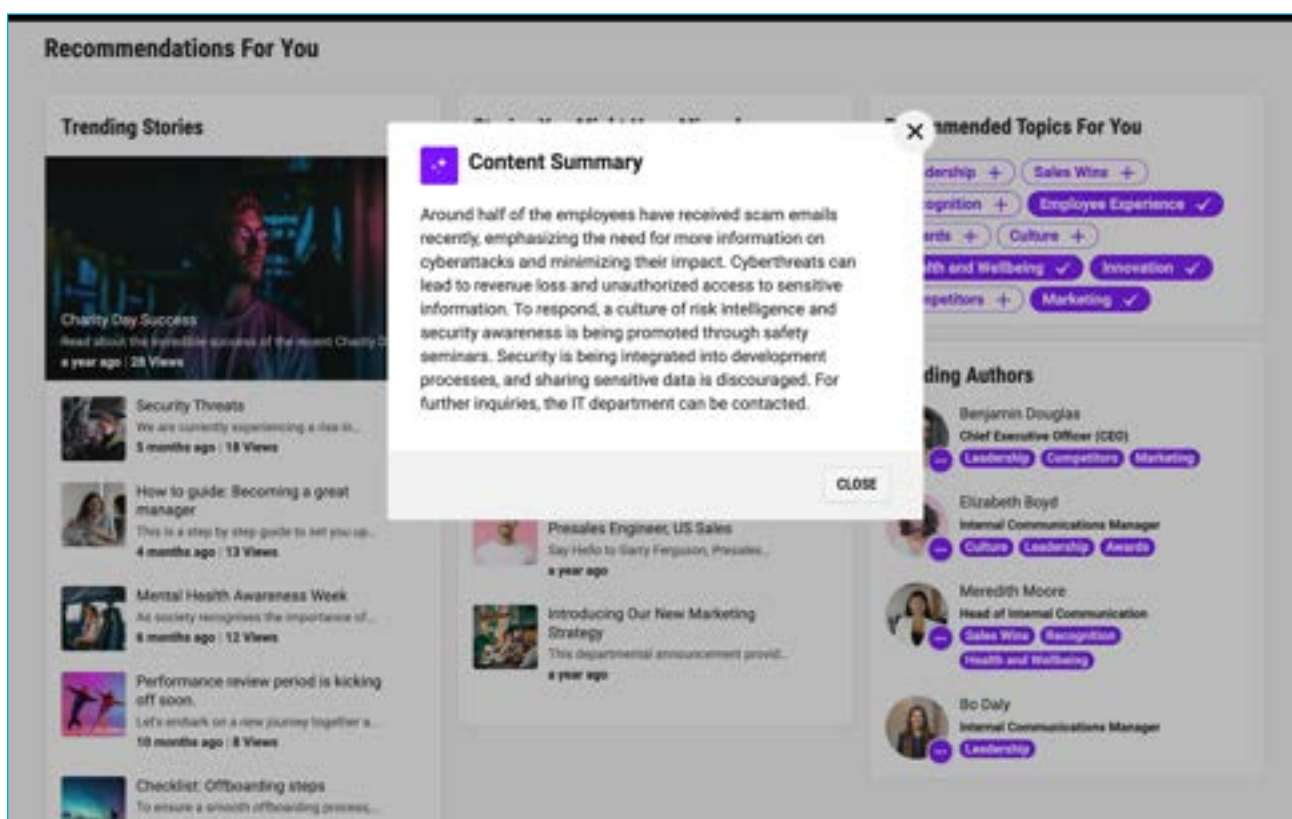 Recommendations For You
Trending Stories
Charity Day Success
Read about the incredible success of the recent Charity D
a year ago | 28 Views
Security Threats
We are currently experiencing a rise in...
5 months ago | 18 Views
How to guide: Becoming a great
manager
This is a step by step guide to set you up...
4 months ago | 13 Views
Mental Health Awareness Week
As society recognises the importance of...
6 months ago | 12 Views
Performance review period is kicking
off soon.
Let's embark on a new journey together a...
10 months ago | 8 Views
Checklist: Offboarding steps
To ensure a smooth offboarding process,...
Content Summary
Around half of the employees have received scam emails
recently, emphasizing the need for more information on
cyberattacks and minimizing their impact. Cyberthreats can
lead to revenue loss and unauthorized access to sensitive
information. To respond, a culture of risk intelligence and
security awareness is being promoted through safety
seminars. Security is being integrated into development
processes, and sharing sensitive data is discouraged. For
further inquiries, the IT department can be contacted.
CLOSE
Presales Engineer, US Sales
Say Hello to Garry Ferguson, Presales...
a year ago
Introducing Our New Marketing
Strategy
This departmental announcement provid...
a year ago
mmended Topics For You
dership + Sales Wins +
ognition + Employee Experience ✓
ards + Culture +
lth and Wellbeing ✓ Innovation ✓
mpetitors + Marketing ✓
ding Authors
Benjamin Douglas
Chief Executive Officer (CEO)
Leadership Competitors Marketing
Elizabeth Boyd
Internal Communications Manager
Culture Leadership Awards
Meredith Moore
Head of Internal Communication
Sales Wins Recognition
Health and Wellbeing
Bo Daly
Internal Communications Manager
Leadership